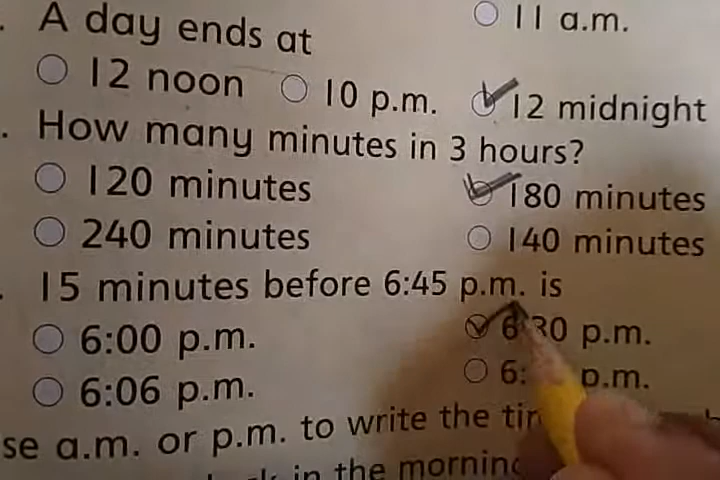 11 a.m.
A day ends at
12 noon 10 p.m. 12 midnight
How many minutes in 3 hours?
120 minutes 180 minutes
240 minutes 140 minutes
15 minutes before 6:45 p.m. is
6:00 p.m. 6:30 p.m.
6:06 p.m. 6: p.m.
se a.m. or p.m. to write the
in the morning